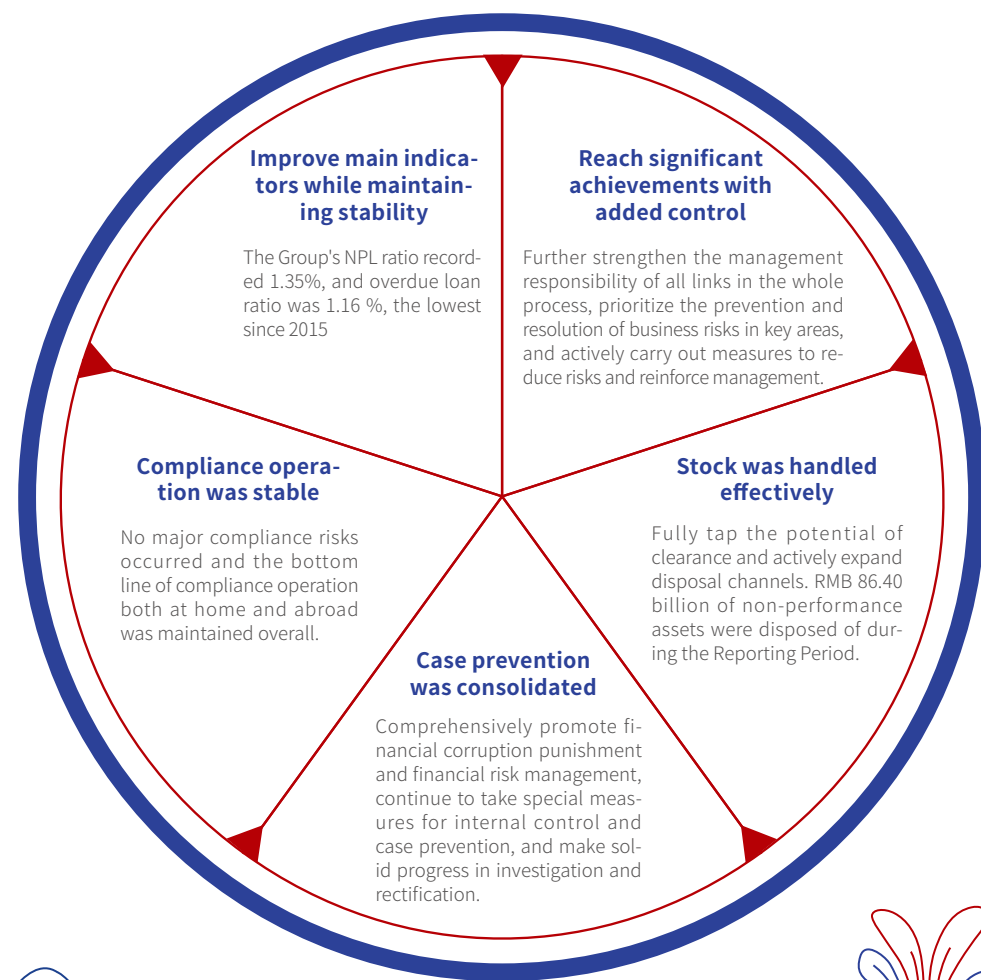 Improve main indica-
tors while maintain-
ing stability
The Group's NPL ratio record-
ed 1.35%, and overdue loan
ratio was 1.16 %, the lowest
since 2015
Reach significant
achievements with
added control
Further strengthen the management
responsibility of all links in the whole
process, prioritize the prevention and
resolution of business risks in key areas,
and actively carry out measures to re-
duce risks and reinforce management.
Compliance opera-
tion was stable
No major compliance risks
occurred and the bottom
line of compliance operation
both at home and abroad
was maintained overall.
Stock was handled
effectively
Fully tap the potential of
clearance and actively expand
disposal channels. RMB 86.40
billion of non-performance
assets were disposed of dur-
ing the Reporting Period.
Case prevention
was consolidated
Comprehensively promote fi-
nancial corruption punishment
and financial risk management,
continue to take special meas-
ures for internal control and
case prevention, and make sol-
id progress in investigation and
rectification.